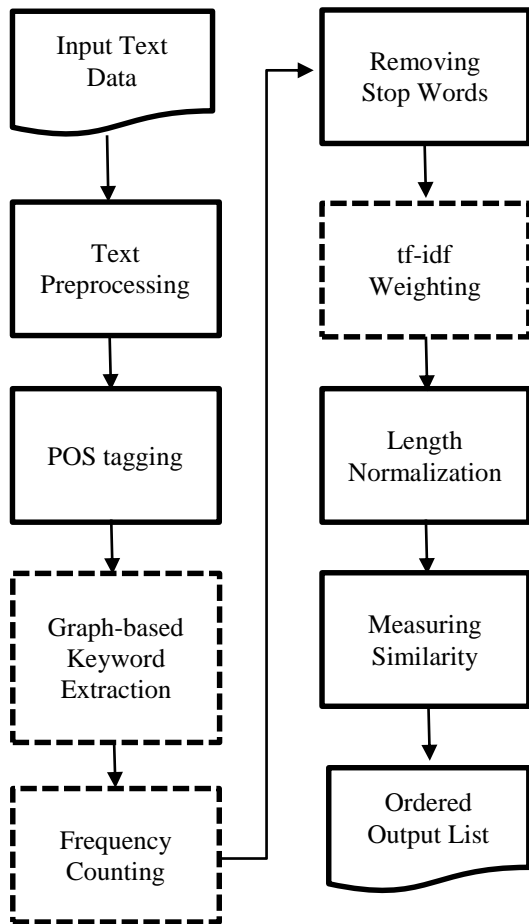 Input Text
Data
Text
Preprocessing
POS tagging
Graph-based
Keyword
Extraction
Frequency
Counting
Removing
Stop Words
tf-idf
Weighting
Length
Normalization
Measuring
Similarity
Ordered
Output List